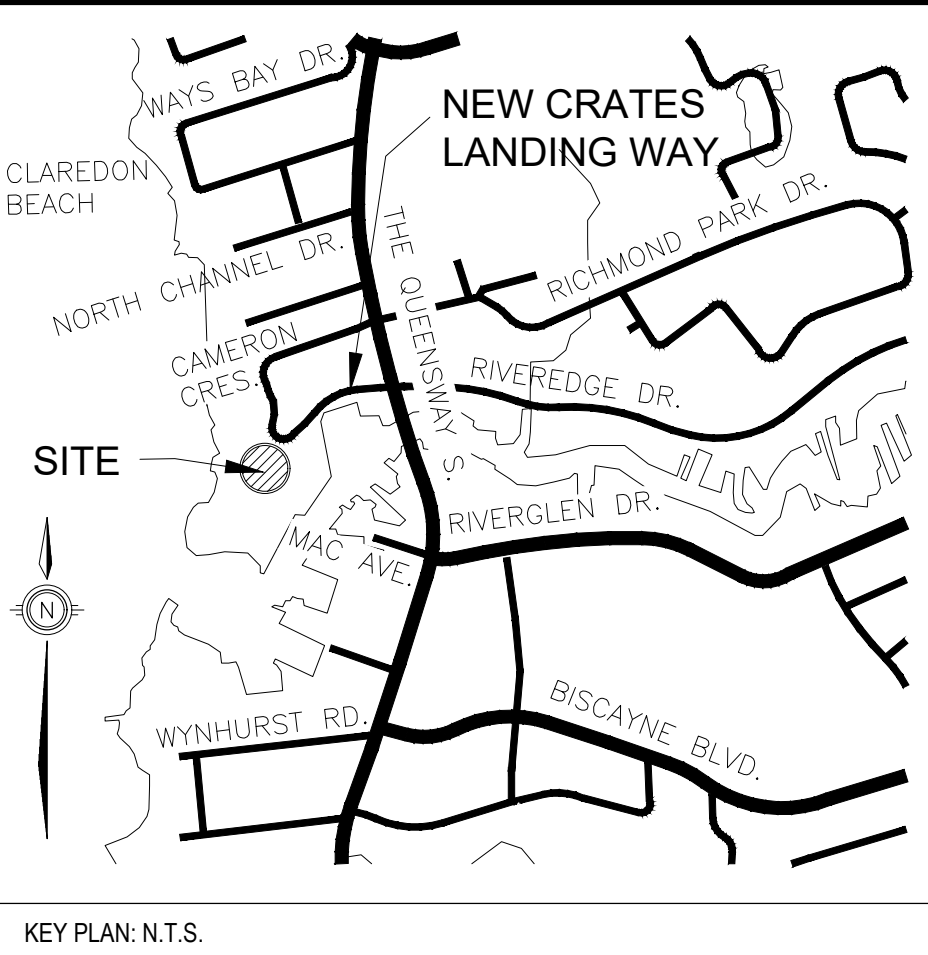 WAYS BAY DR.
NEW CRATES
LANDING WAY
CLAREDON
BEACH
RICHMOND PARK DR.
NORTH CHANNEL DR.
THE QUEENSWAY S.
CAMERON
CRES.
RIVEREDGE DR.
SITE
RIVERGLEN DR.
MAC AVE.
N
BISCAYNE BLVD.
WYNHURST RD.
KEY PLAN: N.T.S.